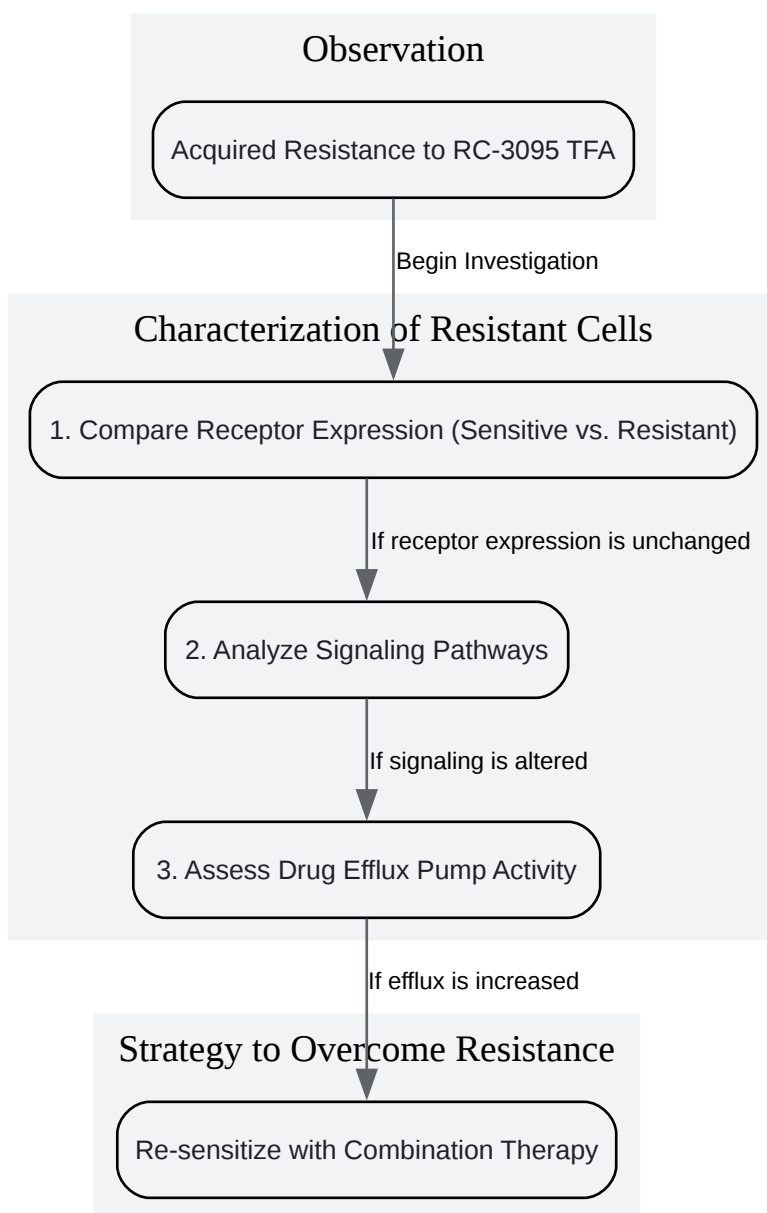 Observation
Acquired Resistance to RC-3095 TFA
Begin Investigation
Characterization of Resistant Cells
1. Compare Receptor Expression (Sensitive vs. Resistant)
If receptor expression is unchanged
2. Analyze Signaling Pathways
If signaling is altered
3. Assess Drug Efflux Pump Activity
If efflux is increased
Strategy to Overcome Resistance
Re-sensitize with Combination Therapy